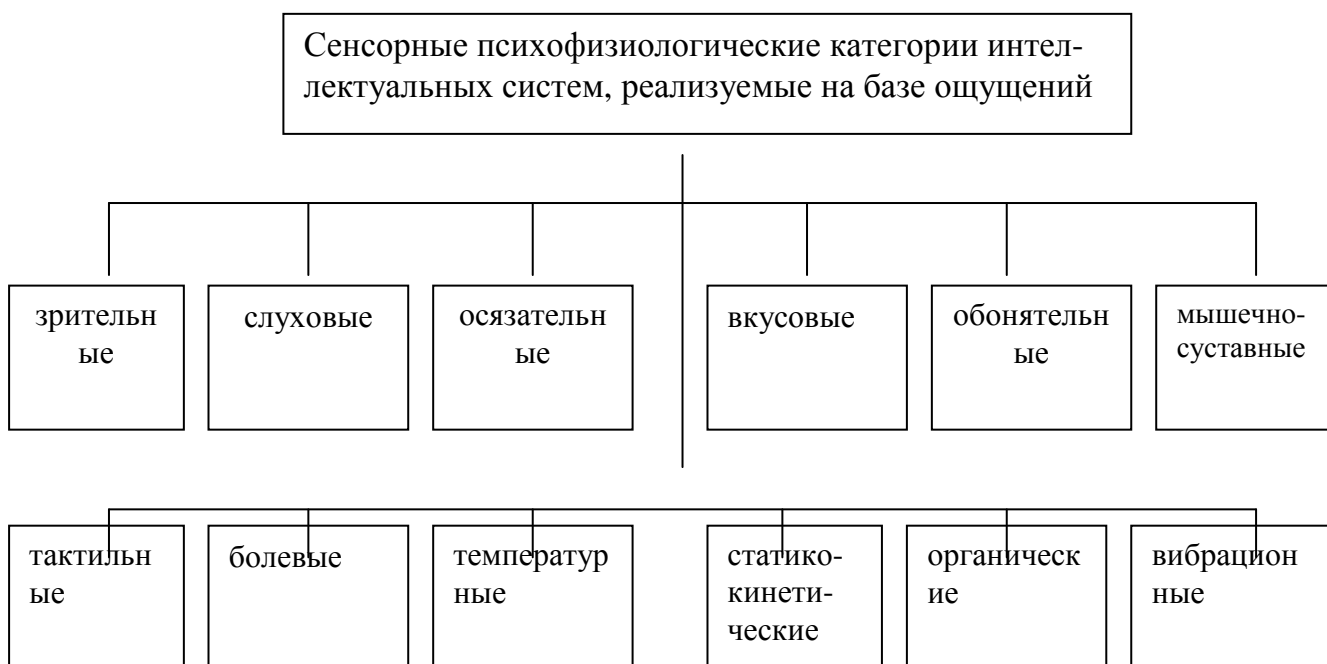 Сенсорные психофизиологические категории интел-
лектуальных систем, реализуемые на базе ощущений
зрительн
ые
слуховые
осязательн
ые
вкусовые
обонятельн
ые
мышечно-
суставные
тактильн
ые
болевые
температур
ные
статико-
кинети-
ческие
органическ
ие
вибрацион
ные